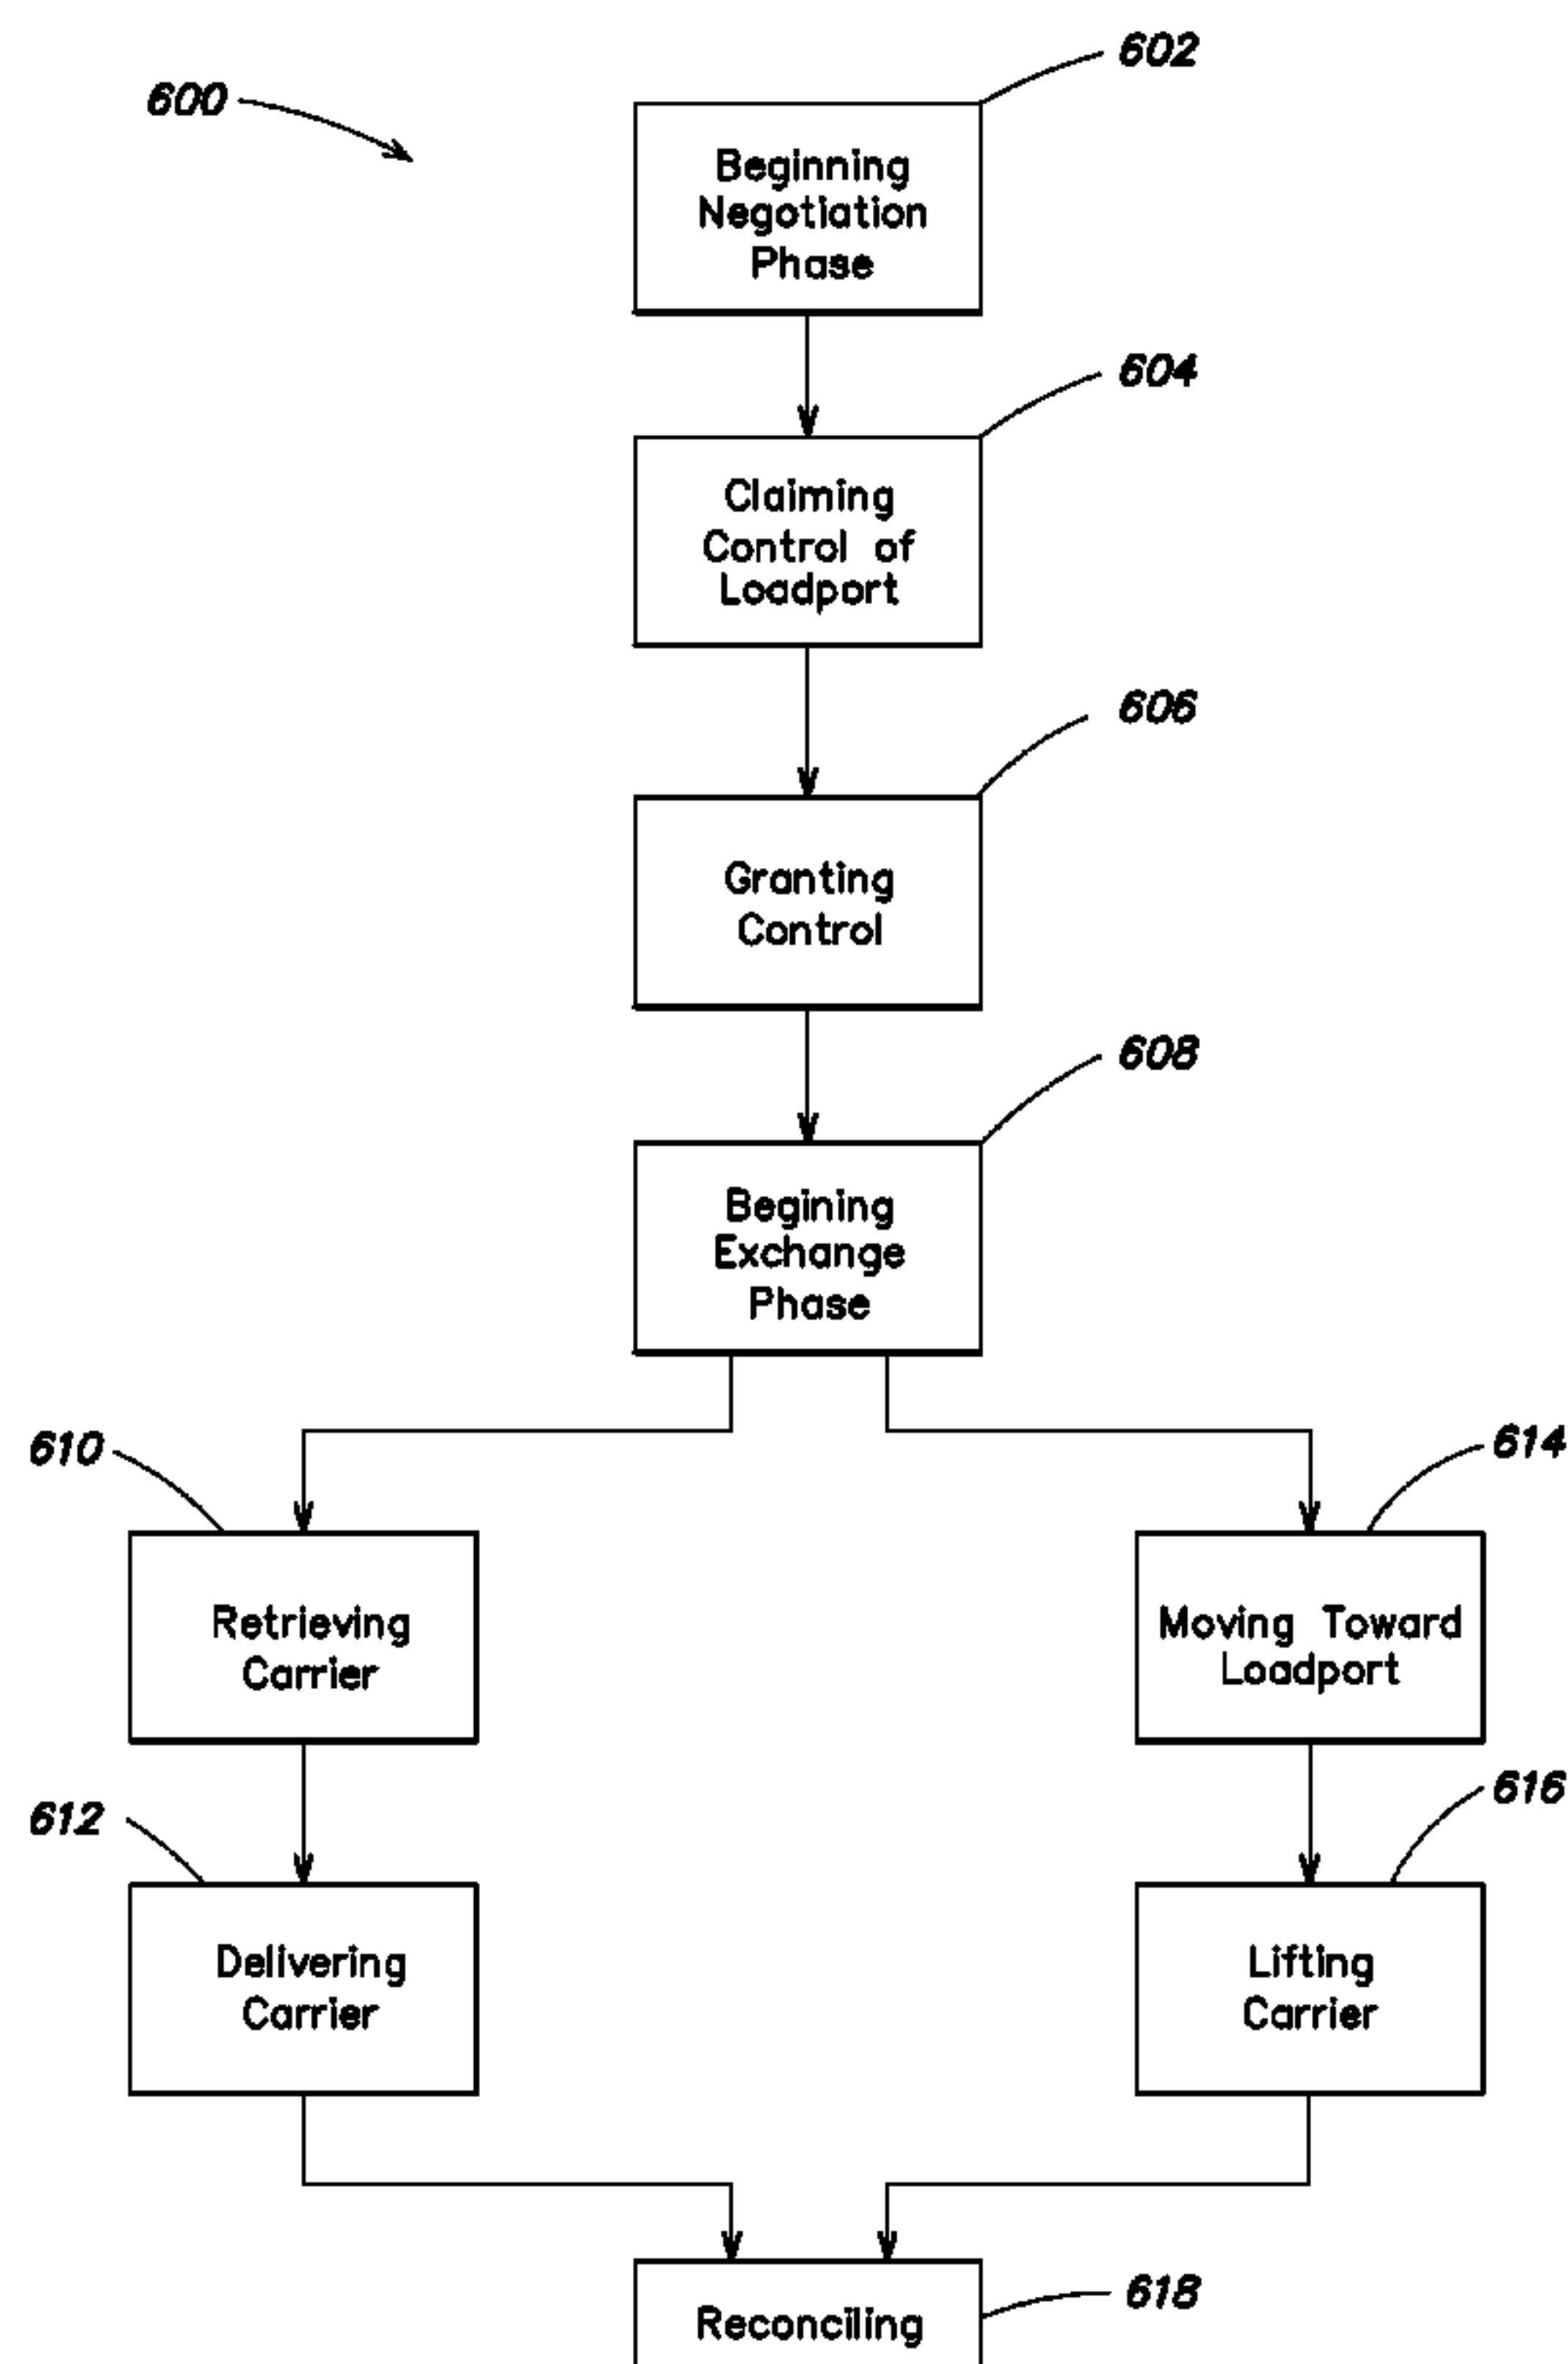 602
600
Beginning
Negotiation
Phase
604
Claiming
Control of
Loadport
606
Granting
Control
608
Begining
Exchange
Phase
610
614
Retrieving
Carrier
Moving Toward
Loadport
612
616
Delivering
Carrier
Lifting
Carrier
618
Reconciling